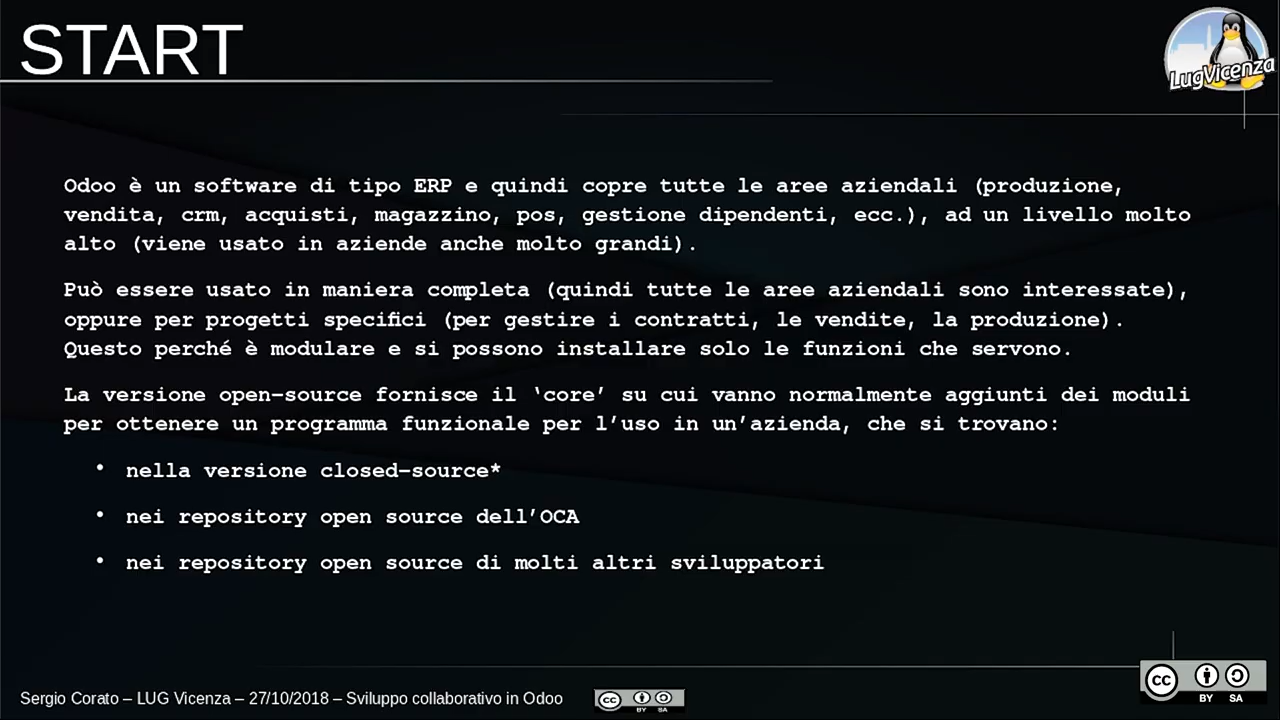 START
LugVicenza
Odoo è un software di tipo ERP e quindi copre tutte le aree aziendali (produzione,
vendita, crm, acquisti, magazzino, pos, gestione dipendenti, ecc.), ad un livello molto
alto (viene usato in aziende anche molto grandi).
Può essere usato in maniera completa (quindi tutte le aree aziendali sono interessate),
oppure per progetti specifici (per gestire i contratti, le vendite, la produzione).
Questo perché è modulare e si possono installare solo le funzioni che servono.
La versione open-source fornisce il ‘core’ su cui vanno normalmente aggiunti dei moduli
per ottenere un programma funzionale per l’uso in un’azienda, che si trovano:
• nella versione closed-source*
• nei repository open source dell’OCA
• nei repository open source di molti altri sviluppatori
Sergio Corato – LUG Vicenza – 27/10/2018 – Sviluppo collaborativo in Odoo
cc BY SA
cc BY SA